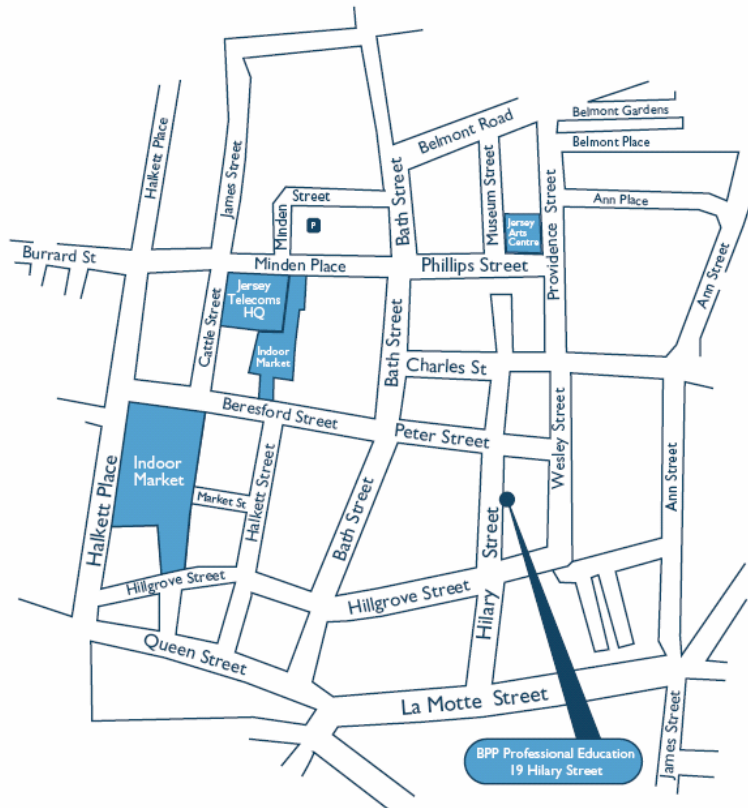 Belmont Gardens
Belmont Road
Belmont Place
Halkett Place
James Street
Museum Street
Providence Street
Bath Street
Minden
Street
P
Ann Place
Jersey
Arts
Centre
Ann Street
Burrard St
Minden Place
Phillips Street
Jersey
Telecoms
HQ
Cattle Street
Indoor
Market
Bath Street
Charles St
Beresford Street
Peter Street
Wesley Street
Indoor
Market
Halkett Place
Market St
Halkett Street
Bath Street
Ann Street
Hilary
Street
Hillgrove Street
Hillgrove Street
Queen Street
La Motte Street
James Street
BPP Professional Education
19 Hilary Street